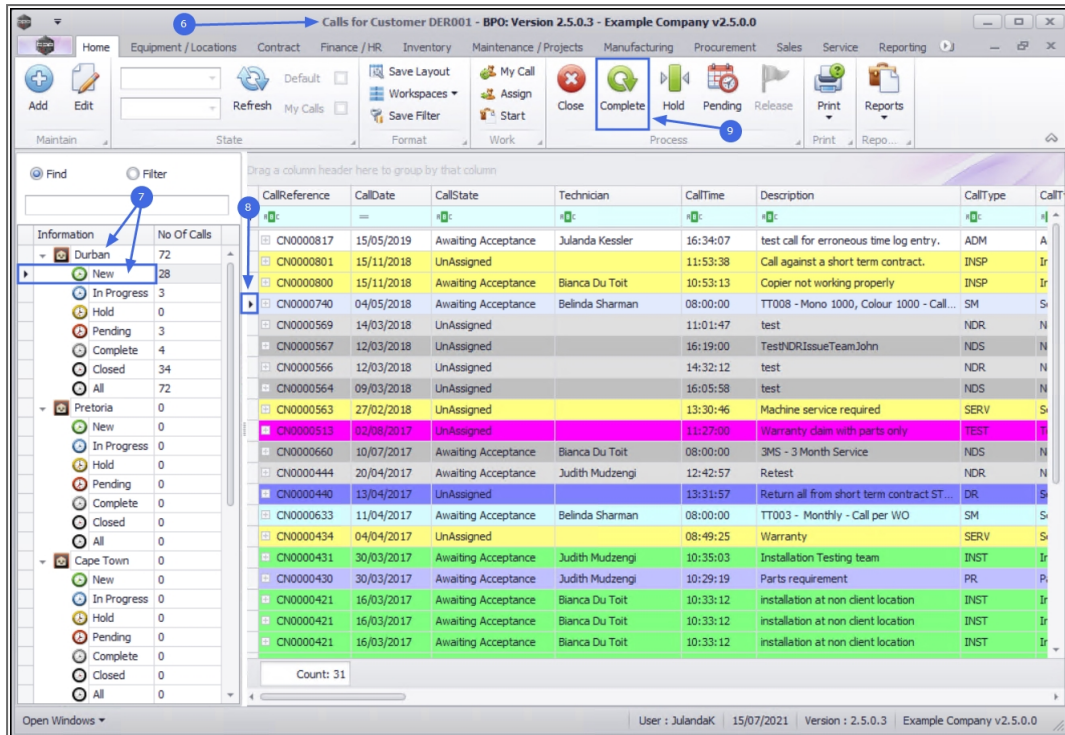 6
Calls for Customer DER001 - BPO: Version 2.5.0.3 - Example Company v2.5.0.0
Home Equipment / Locations Contract Finance / HR Inventory Maintenance / Projects Manufacturing Procurement Sales Service Reporting
Add Edit Refresh Default My Calls Save Layout Workspaces Save Filter My Call Assign Start Close Complete Hold Pending Release Print Reports
9
Maintain State Format Work Process Print Repo...
Find Filter
Drag a column header here to group by that column
7
8
Information No Of Calls
Durban 72
New 28
In Progress 3
Hold 0
Pending 3
Complete 4
Closed 34
All 72
Pretoria 0
New 0
In Progress 0
Hold 0
Pending 0
Complete 0
Closed 0
All 0
Cape Town 0
New 0
In Progress 0
Hold 0
Pending 0
Complete 0
Closed 0
All 0
CallReference CallDate CallState Technician CallTime Description CallType CallT
CN0000817 15/05/2019 Awaiting Acceptance Julanda Kessler 16:34:07 test call for erroneous time log entry. ADM A
CN0000801 15/11/2018 UnAssigned 11:53:38 Call against a short term contract. INSP Ir
CN0000800 15/11/2018 Awaiting Acceptance Bianca Du Toit 10:53:13 Copier not working properly INSP Ir
CN0000740 04/05/2018 Awaiting Acceptance Belinda Sharman 08:00:00 TT008 - Mono 1000, Colour 1000 - Call... SM Se
CN0000569 14/03/2018 UnAssigned 11:01:47 test NDR N
CN0000567 12/03/2018 UnAssigned 16:19:00 TestNDRIssueTeamJohn NDS N
CN0000566 12/03/2018 UnAssigned 14:32:12 test NDR N
CN0000564 09/03/2018 UnAssigned 16:05:58 test NDS N
CN0000563 27/02/2018 UnAssigned 13:30:46 Machine service required SERV Se
CN0000513 02/08/2017 UnAssigned 11:27:00 Warranty claim with parts only TEST Te
CN0000660 10/07/2017 Awaiting Acceptance Bianca Du Toit 08:00:00 3MS - 3 Month Service NDS N
CN0000444 20/04/2017 Awaiting Acceptance Judith Mudzengi 12:42:57 Retest NDR N
CN0000440 13/04/2017 UnAssigned 13:31:57 Return all from short term contract ST... DR Se
CN0000633 11/04/2017 Awaiting Acceptance Belinda Sharman 08:00:00 TT003 - Monthly - Call per WO SM Se
CN0000434 04/04/2017 UnAssigned 08:49:25 Warranty SERV Se
CN0000431 30/03/2017 Awaiting Acceptance Judith Mudzengi 10:35:03 Installation Testing team INST Ir
CN0000430 30/03/2017 Awaiting Acceptance Judith Mudzengi 10:29:19 Parts requirement PR Pa
CN0000421 16/03/2017 Awaiting Acceptance Bianca Du Toit 10:33:12 installation at non client location INST Ir
CN0000421 16/03/2017 Awaiting Acceptance Bianca Du Toit 10:33:12 installation at non client location INST Ir
CN0000421 16/03/2017 Awaiting Acceptance Bianca Du Toit 10:33:12 installation at non client location INST Ir
Count: 31
Open Windows User : JulandaK 15/07/2021 Version : 2.5.0.3 Example Company v2.5.0.0